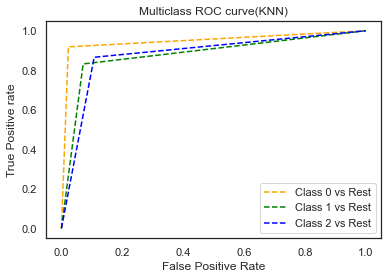 Multiclass ROC curve(KNN)
True Positive rate
1.0
0.8
0.6
0.4
0.2
0.0
Class 0 vs Rest
Class 1 vs Rest
Class 2 vs Rest
0.0 0.2 0.4 0.6 0.8 1.0
False Positive Rate